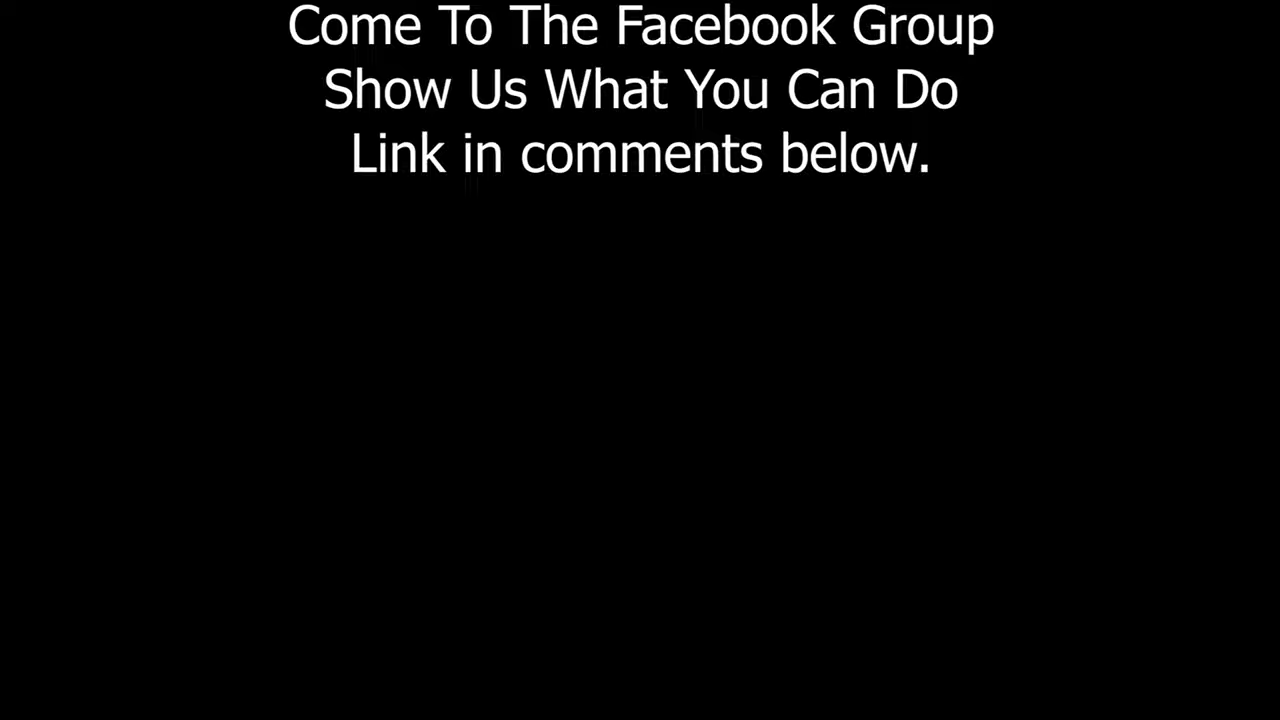 Come To The Facebook Group
Show Us What You Can Do
Link in comments below.